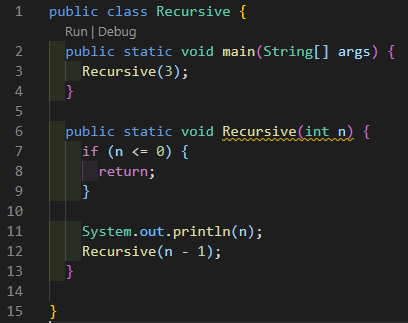 1 public class Recursive {
Run | Debug
2 public static void main(String[] args) {
3 Recursive(3);
4 }
5
6 public static void Recursive(int n) {
7 if (n <= 0) {
8 return;
9 }
10
11 System.out.println(n);
12 Recursive(n - 1);
13 }
14
15 }